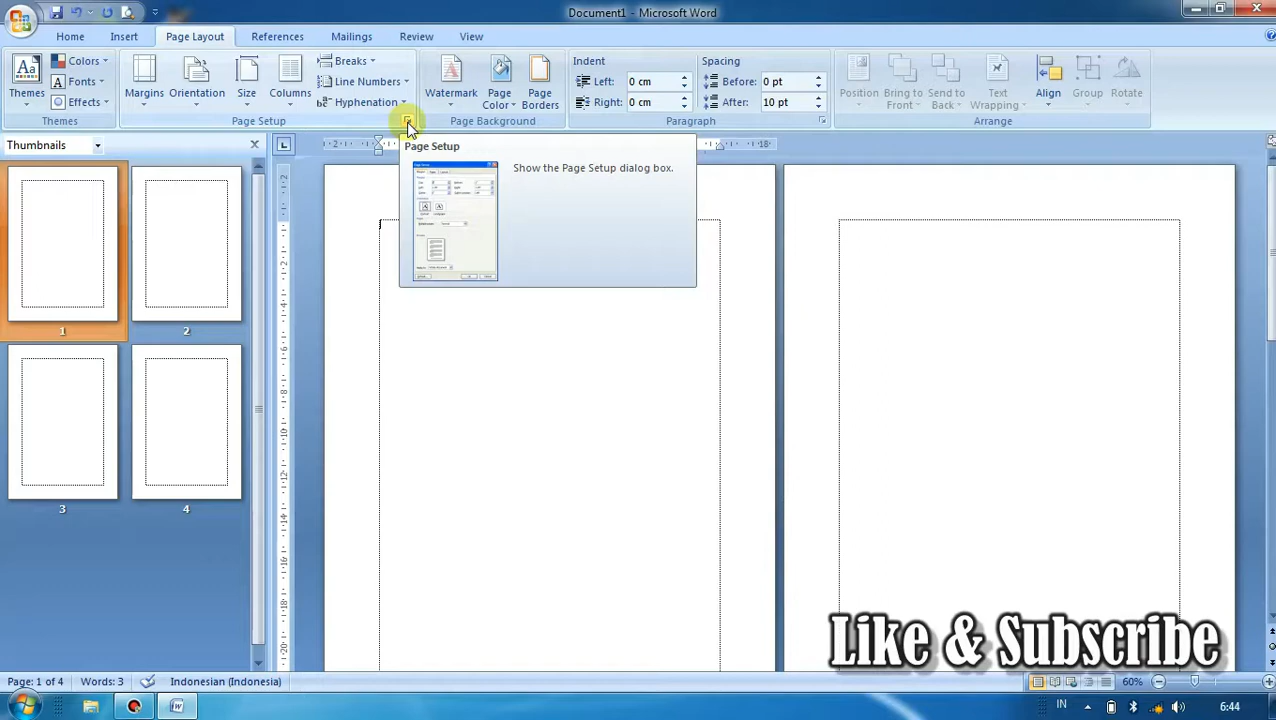 Document1 - Microsoft Word
Home Insert Page Layout References Mailings Review View
Themes
Colors
Fonts
Effects
Themes
Margins
Orientation
Size
Columns
Breaks
Line Numbers
Hyphenation
Page Setup
Watermark
Page Color
Page Borders
Page Background
Indent
Left: 0 cm
Right: 0 cm
Spacing
Before: 0 pt
After: 10 pt
Paragraph
Position
Bring to Front
Send to Back
Text Wrapping
Align
Group
Rotate
Arrange
Thumbnails
Page Setup
Show the Page Setup dialog box.
1
2
3
4
Like & Subscribe
Page: 1 of 4 Words: 3 Indonesian (Indonesia) 60%
IN 6:44